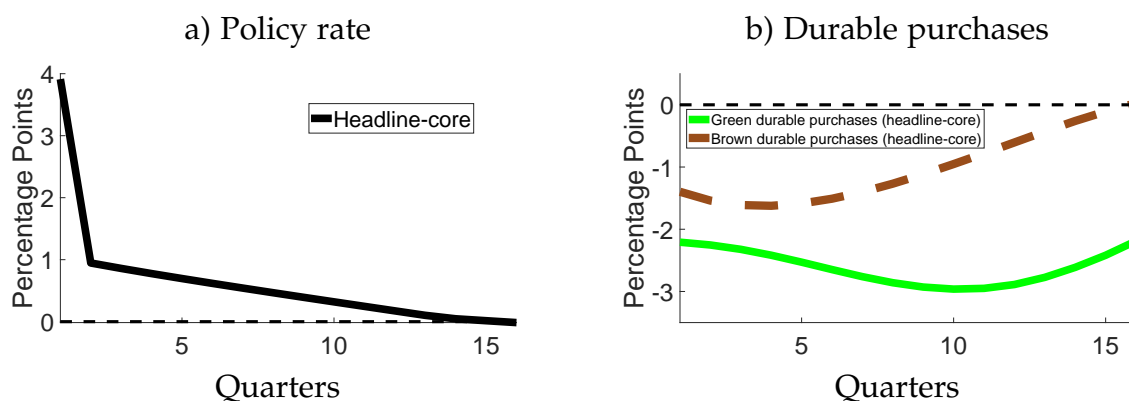 a) Policy rate
Percentage Points
4
3
2
1
0
Headline-core
5
10
15
Quarters
b) Durable purchases
Percentage Points
0
-1
-2
-3
Green durable purchases (headline-core)
Brown durable purchases (headline-core)
5
10
15
Quarters